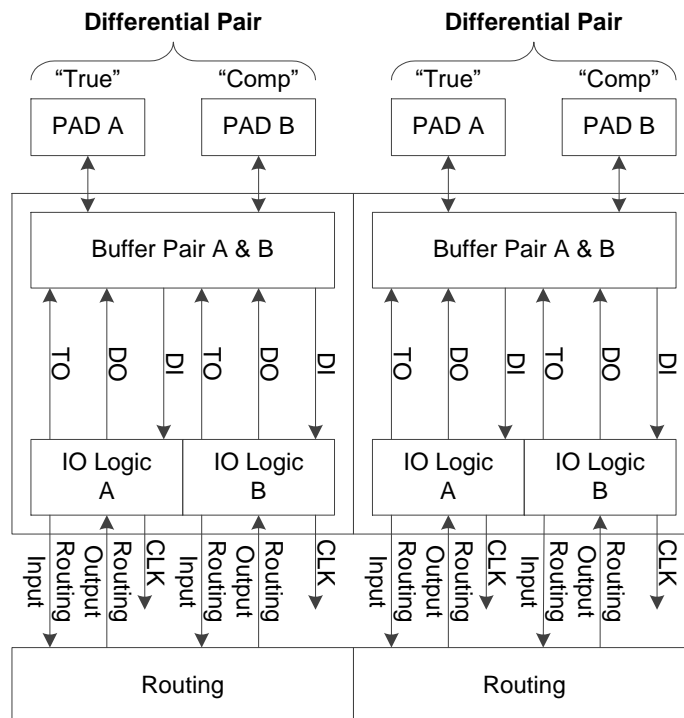 Differential Pair Differential Pair
“True” “Comp” “True” “Comp”
PAD A PAD B PAD A PAD B
Buffer Pair A & B Buffer Pair A & B
TO DO DI TO DO DI TO DO DI TO DO DI
IO Logic IO Logic IO Logic IO Logic
A B A B
Routing
Input
Routing
Output
CLK
Routing
Input
Routing
Output
CLK
Routing
Input
Routing
Output
CLK
Routing
Input
Routing
Output
CLK
Routing Routing